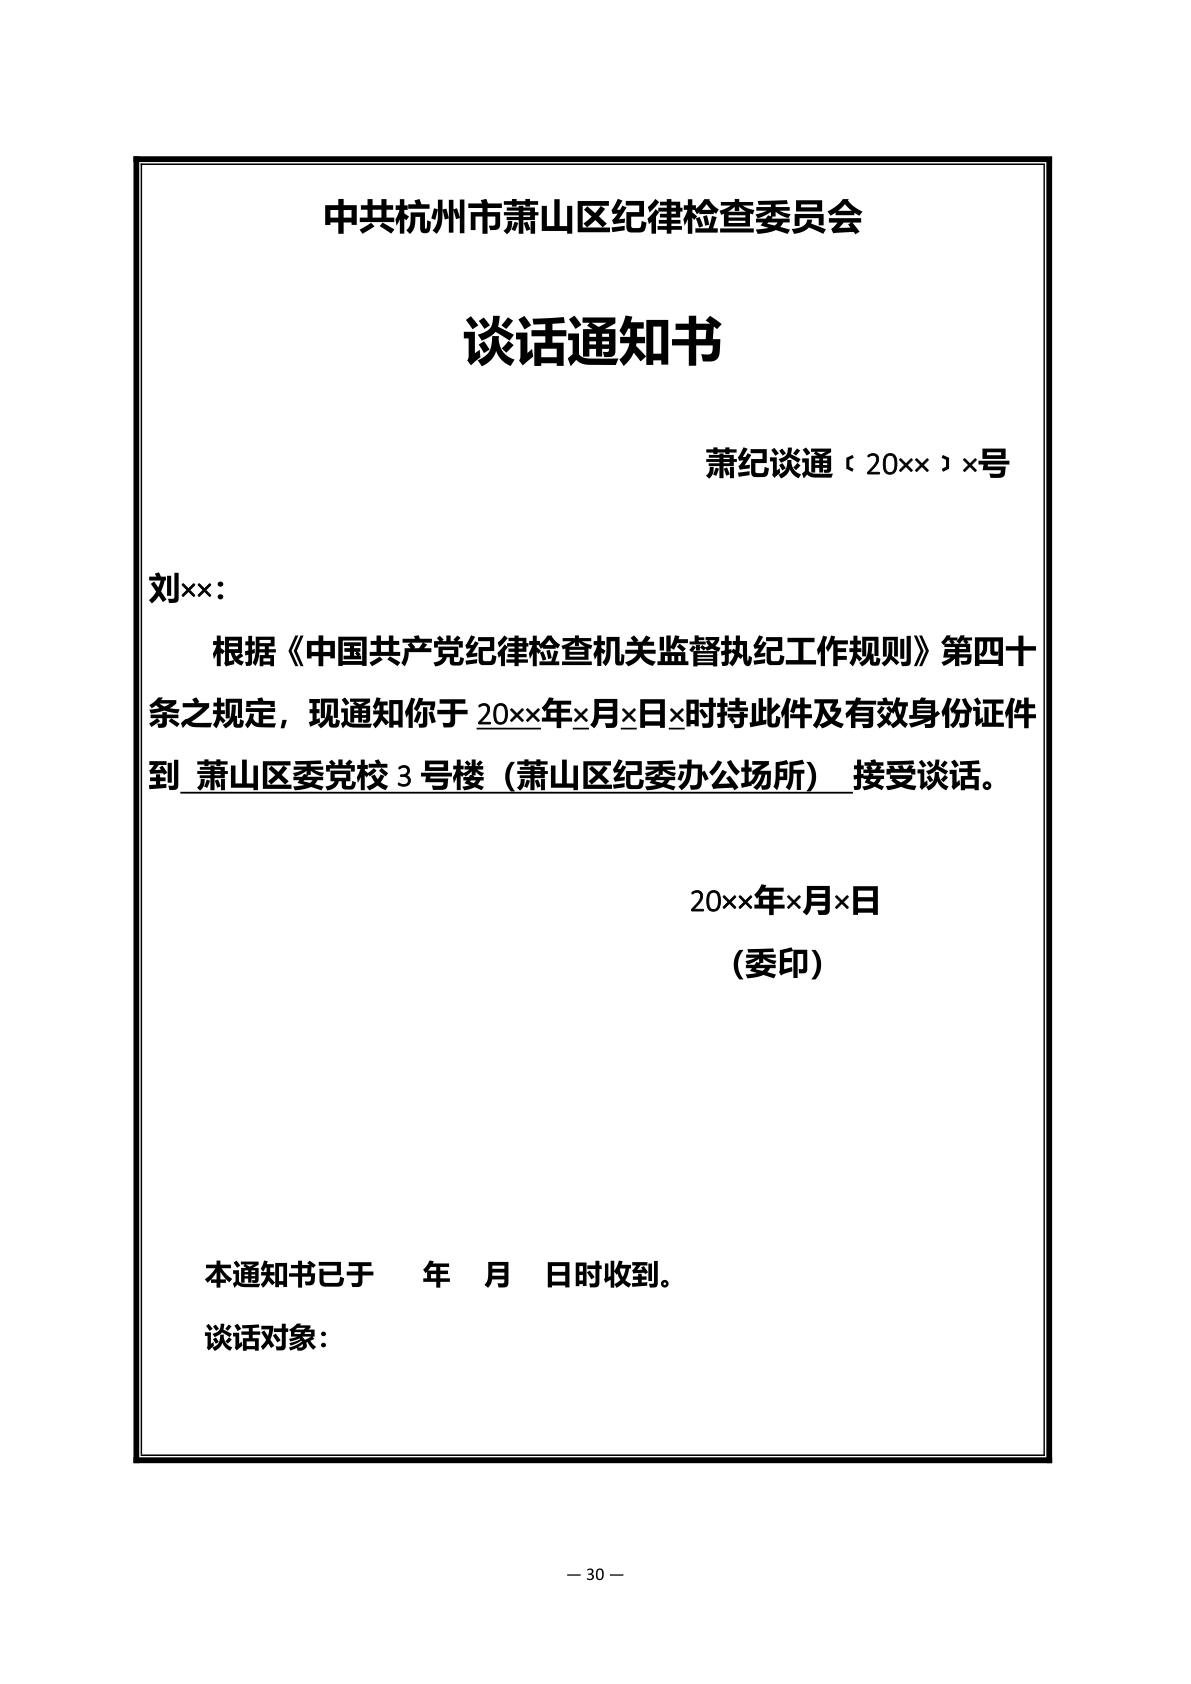 中共杭州市萧山区纪律检查委员会
谈话通知书
萧纪谈通﹝20××﹞×号
刘××：
根据《中国共产党纪律检查机关监督执纪工作规则》第四十
条之规定，现通知你于 20××年×月×日×时持此件及有效身份证件
到 萧山区委党校 3 号楼（萧山区纪委办公场所） 接受谈话。
20××年×月×日
（委印）
本通知书已于 年 月 日时收到。
谈话对象：
— 30 —